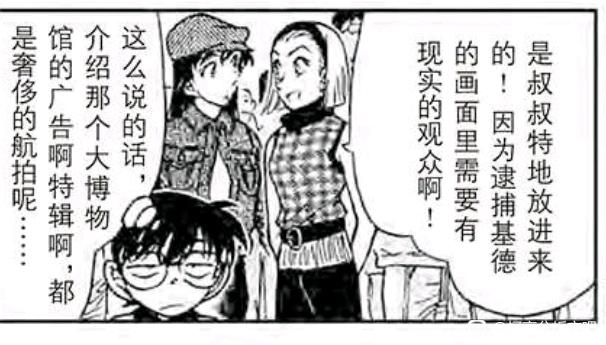 是叔叔特地放进来
的！因为逮捕基德
的画面里需要有
现实的观众啊！
这么说的话，
介绍那个大博物
馆的广告啊特辑啊，都
是奢侈的航拍呢……